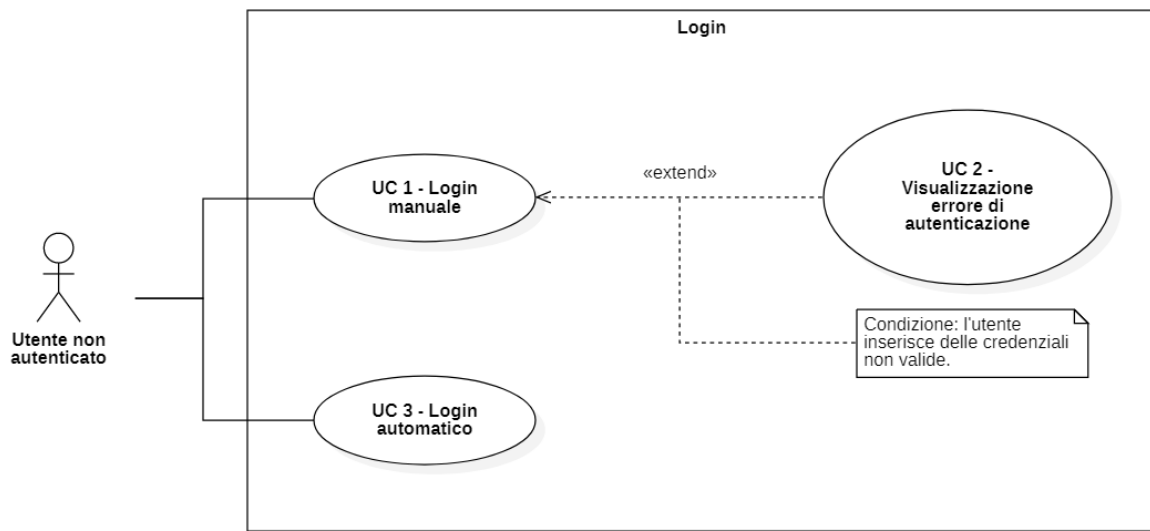 Login
UC 1 - Login
manuale
«extend»
UC 2 -
Visualizzazione
errore di
autenticazione
Utente non
autenticato
Condizione: l'utente
inserisce delle credenziali
non valide.
UC 3 - Login
automatico